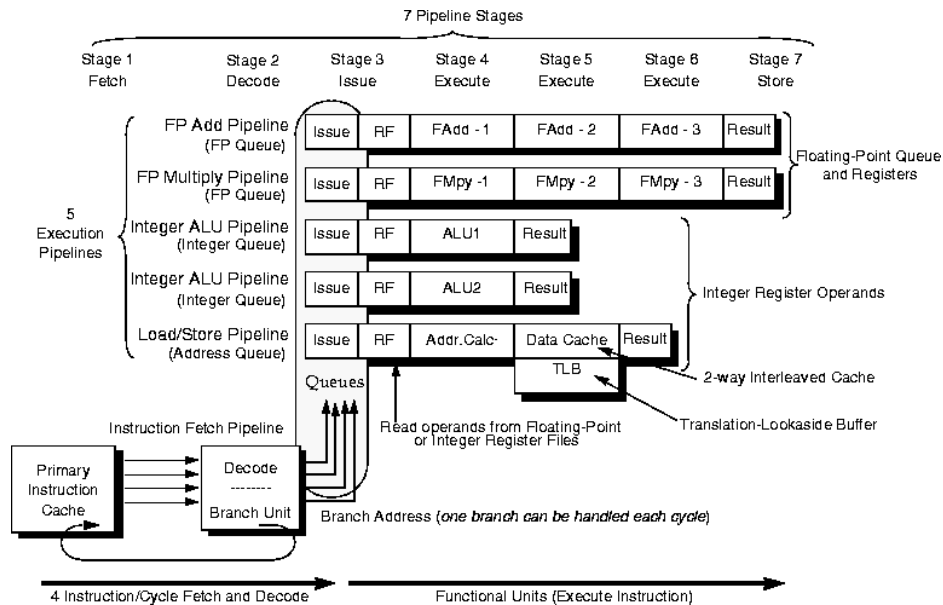 7 Pipeline Stages
Stage 1 Stage 2 Stage 3 Stage 4 Stage 5 Stage 6 Stage 7
Fetch Decode Issue Execute Execute Execute Store
FP Add Pipeline
(FP Queue)
Issue RF FAdd - 1 FAdd - 2 FAdd - 3 Result
Floating-Point Queue
and Registers
FP Multiply Pipeline
(FP Queue)
Issue RF FMpy -1 FMpy - 2 FMpy - 3 Result
5
Execution
Pipelines
Integer ALU Pipeline
(Integer Queue)
Issue RF ALU1 Result
Integer ALU Pipeline
(Integer Queue)
Issue RF ALU2 Result
Integer Register Operands
Load/Store Pipeline
(Address Queue)
Issue RF Addr.Calc- Data Cache Result
TLB
2-way Interleaved Cache
Queues
Translation-Lookaside Buffer
Read operands from Floating-Point
or Integer Register Files
Instruction Fetch Pipeline
Primary
Instruction
Cache
Decode
--------
Branch Unit
Branch Address (one branch can be handled each cycle)
4 Instruction/Cycle Fetch and Decode
Functional Units (Execute Instruction)